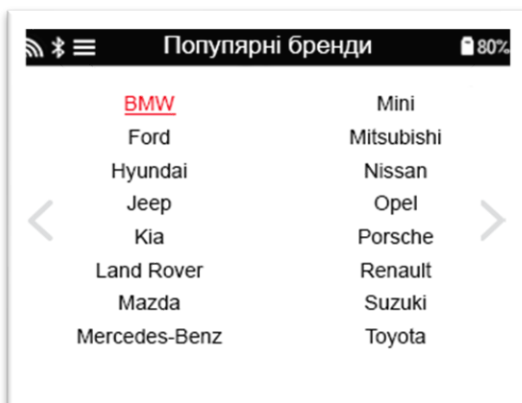 Популярні бренди
80%
BMW
Ford
Hyundai
Jeep
Kia
Land Rover
Mazda
Mercedes-Benz
Mini
Mitsubishi
Nissan
Opel
Porsche
Renault
Suzuki
Toyota